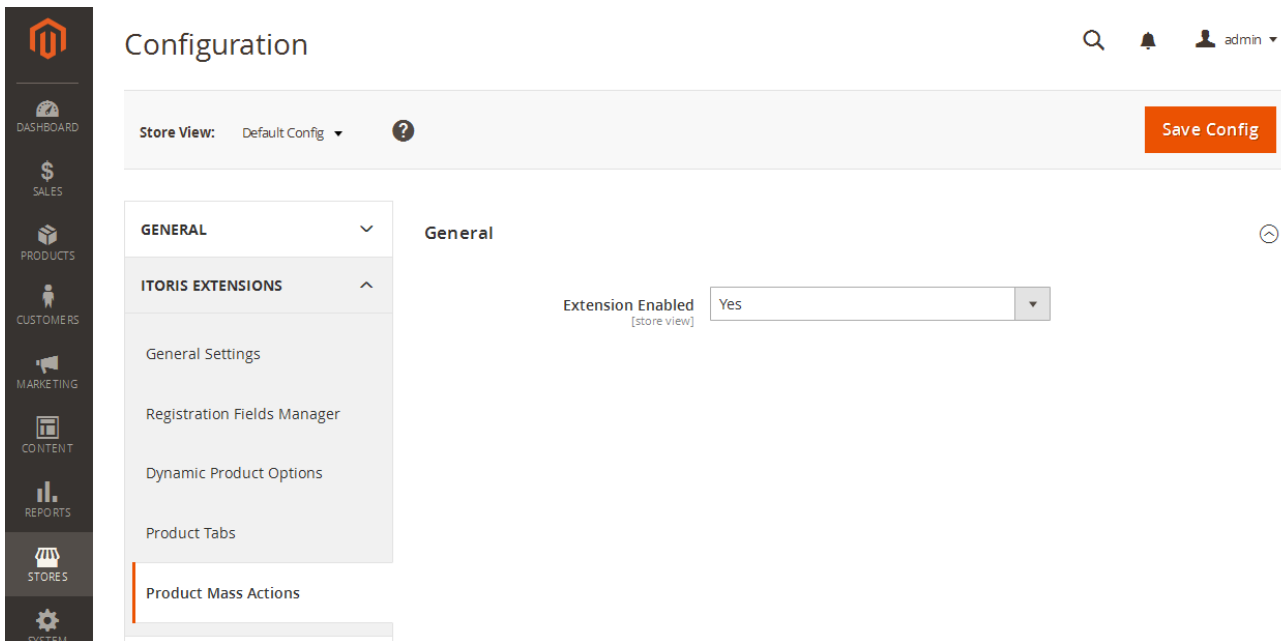 Configuration
admin
DASHBOARD
Store View: Default Config
Save Config
SALES
GENERAL
General
PRODUCTS
ITORIS EXTENSIONS
Extension Enabled Yes
[store view]
CUSTOMERS
General Settings
MARKETING
Registration Fields Manager
CONTENT
Dynamic Product Options
REPORTS
Product Tabs
STORES
Product Mass Actions
SYSTEM